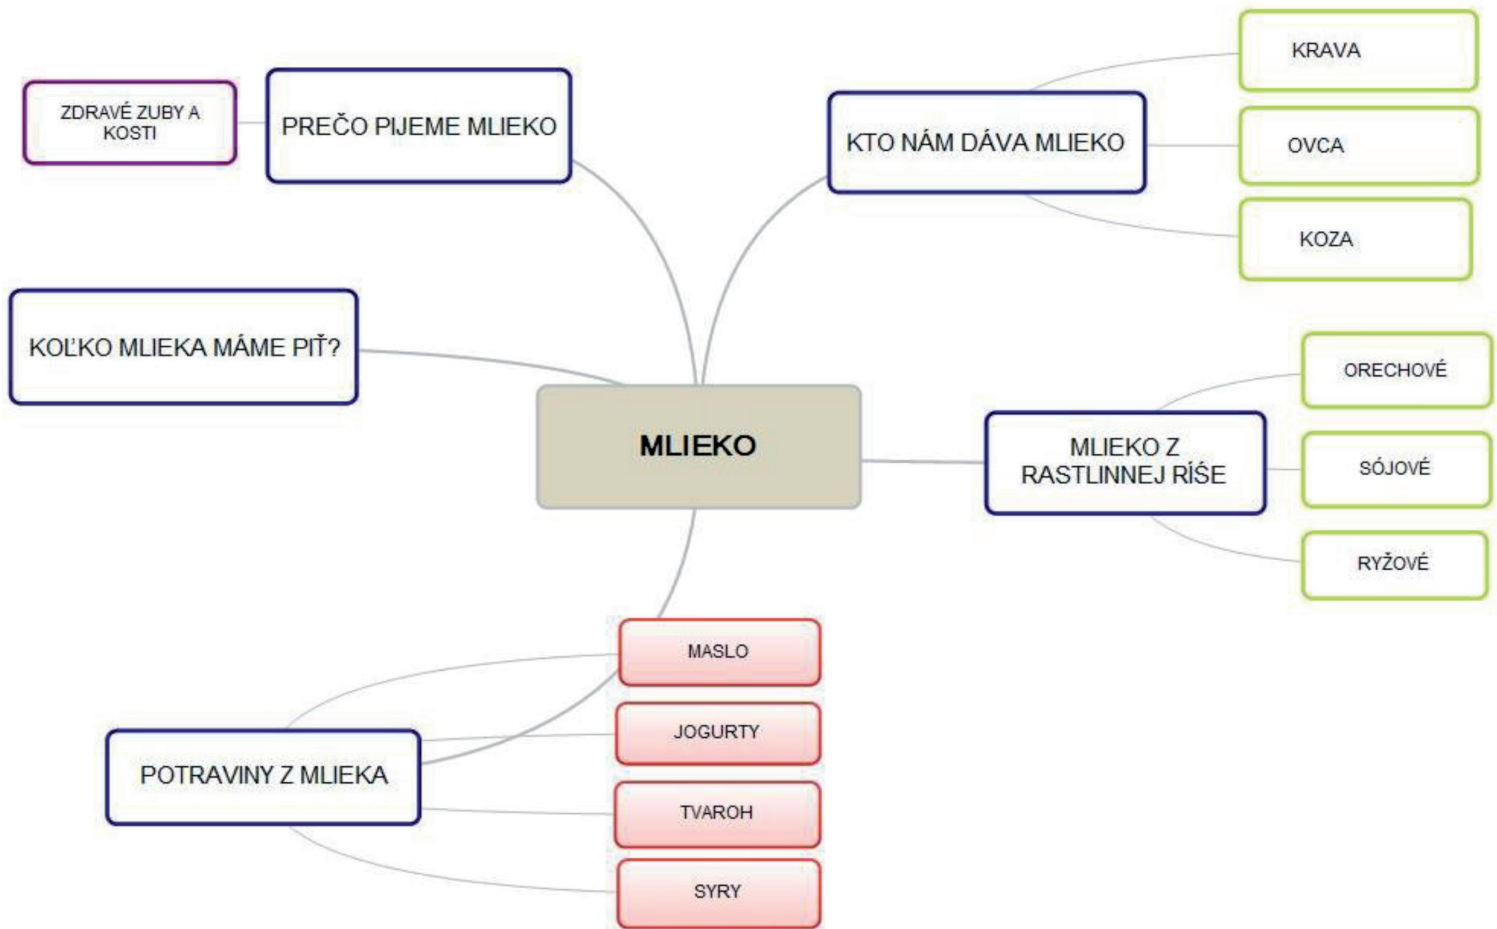 ZDRAVÉ ZUBY A
KOSTI
PREČO PIJEME MLIEKO
KTO NÁM DÁVA MLIEKO
KRAVA
OVCA
KOZA
KOĽKO MLIEKA MÁME PIŤ?
MLIEKO
MLIEKO Z
RASTLINNEJ RÍŠE
ORECHOVÉ
SÓJOVÉ
RYŽOVÉ
POTRAVINY Z MLIEKA
MASLO
JOGURTY
TVAROH
SYRY